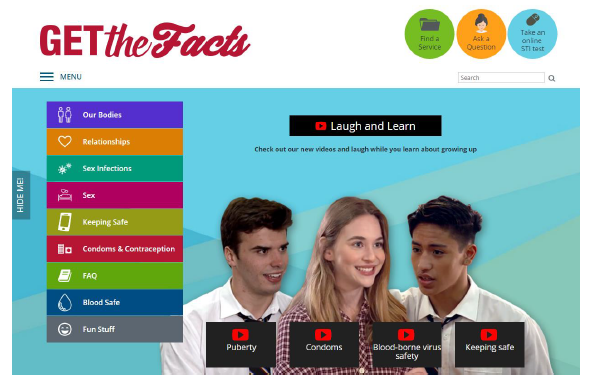 GET the Facts
Find a
Service
Ask a
Question
Take an
online
STI test
MENU
Search
HIDE ME!
Our Bodies
Relationships
Sex Infections
Sex
Keeping Safe
Condoms & Contraception
FAQ
Blood Safe
Fun Stuff
Laugh and Learn
Check out our new videos and laugh while you learn about growing up
Puberty
Condoms
Blood-borne virus
safety
Keeping safe